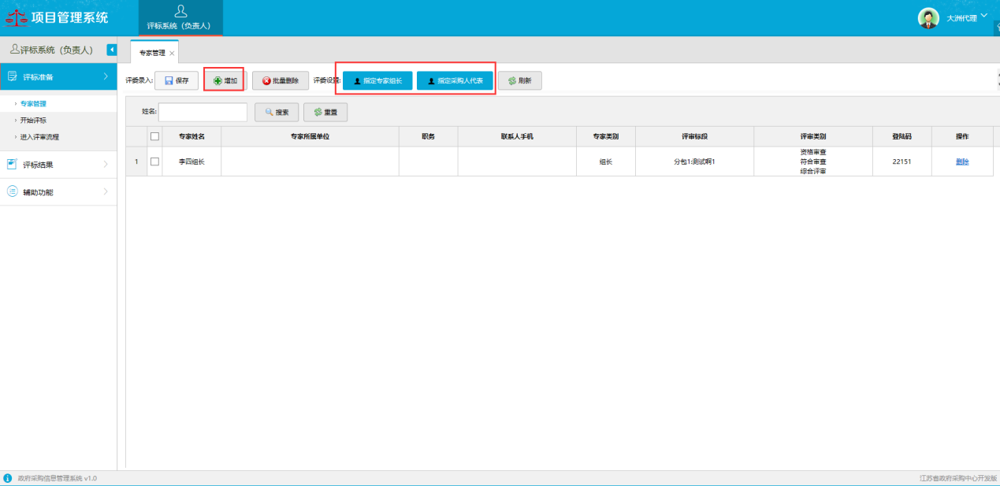 项目管理系统
评标系统（负责人）
大洲代理
评标系统（负责人）
专家管理
评标准备
专家管理
开始评标
进入评审流程
评标结果
辅助功能
评委录入: 保存 增加 批量删除 评委设置: 指定专家组长 指定采购人代表 刷新
姓名: 搜索 重置
专家姓名 专家所属单位 职务 联系人手机 专家类别 评审标段 评审类别 登陆码 操作
1 李四组长 组长 分包1:测试啊1 资格审查 22151 删除
符合审查
综合评审
政府采购信息管理系统 v1.0
江苏省政府采购中心开发版